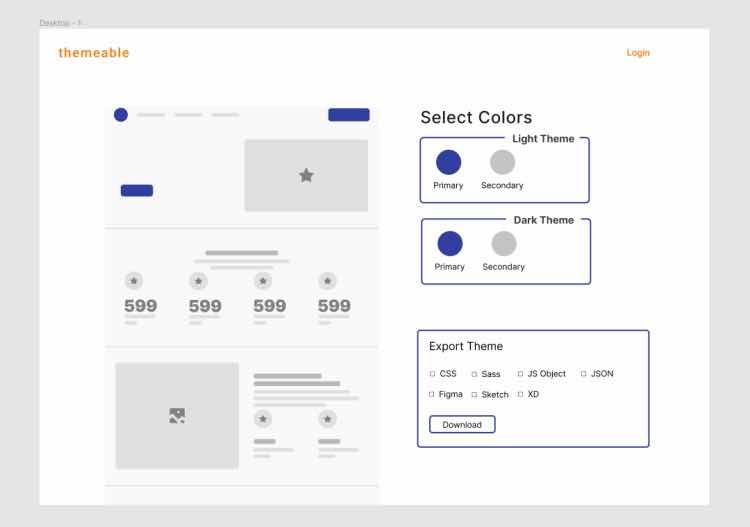 Desktop - 1
themeable
Login
Select Colors
Light Theme
Primary Secondary
Dark Theme
Primary Secondary
599 599 599 599
Export Theme
CSS Sass JS Object JSON
Figma Sketch XD
Download